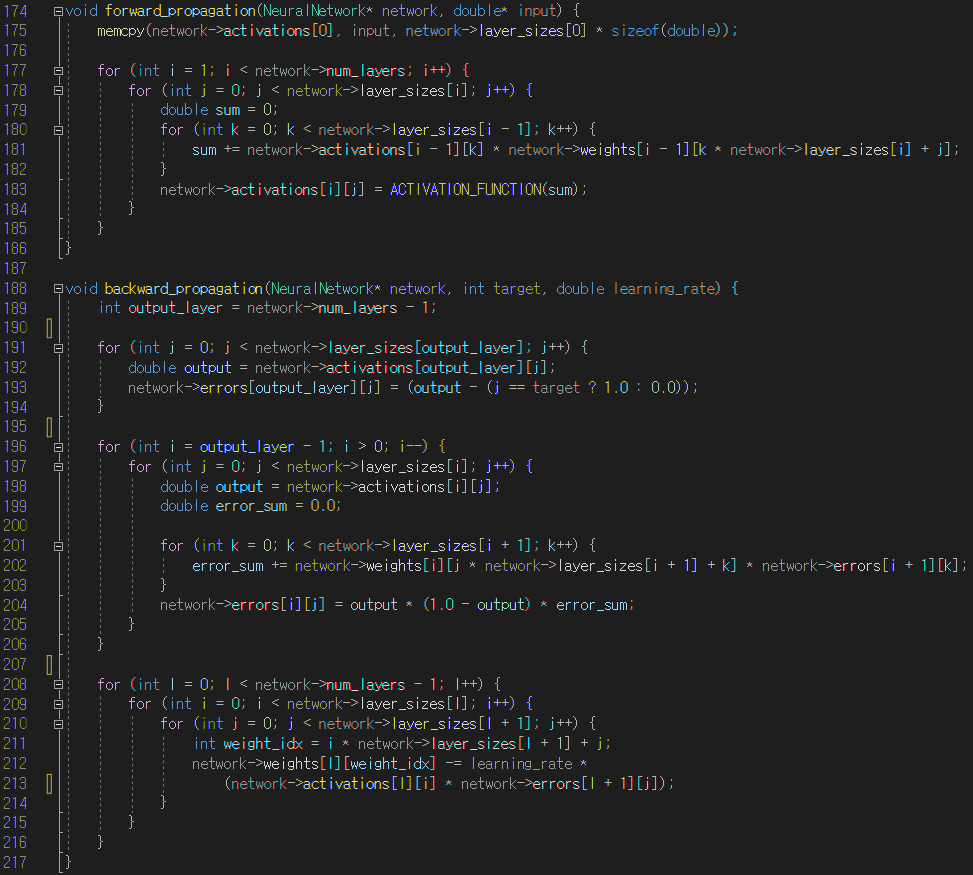 174 void forward_propagation(NeuralNetwork* network, double* input) {
175     memcpy(network->activations[0], input, network->layer_sizes[0] * sizeof(double));
176
177     for (int i = 1; i < network->num_layers; i++) {
178         for (int j = 0; j < network->layer_sizes[i]; j++) {
179             double sum = 0;
180             for (int k = 0; k < network->layer_sizes[i - 1]; k++) {
181                 sum += network->activations[i - 1][k] * network->weights[i - 1][k * network->layer_sizes[i] + j];
182             }
183             network->activations[i][j] = ACTIVATION_FUNCTION(sum);
184         }
185     }
186 }
187
188 void backward_propagation(NeuralNetwork* network, int target, double learning_rate) {
189     int output_layer = network->num_layers - 1;
190
191     for (int j = 0; j < network->layer_sizes[output_layer]; j++) {
192         double output = network->activations[output_layer][j];
193         network->errors[output_layer][j] = (output - (j == target ? 1.0 : 0.0));
194     }
195
196     for (int i = output_layer - 1; i > 0; i--) {
197         for (int j = 0; j < network->layer_sizes[i]; j++) {
198             double output = network->activations[i][j];
199             double error_sum = 0.0;
200
201             for (int k = 0; k < network->layer_sizes[i + 1]; k++) {
202                 error_sum += network->weights[i][j * network->layer_sizes[i + 1] + k] * network->errors[i + 1][k];
203             }
204             network->errors[i][j] = output * (1.0 - output) * error_sum;
205         }
206     }
207
208     for (int l = 0; l < network->num_layers - 1; l++) {
209         for (int i = 0; i < network->layer_sizes[l]; i++) {
210             for (int j = 0; j < network->layer_sizes[l + 1]; j++) {
211                 int weight_idx = i * network->layer_sizes[l + 1] + j;
212                 network->weights[l][weight_idx] -= learning_rate *
213                     (network->activations[l][i] * network->errors[l + 1][j]);
214             }
215         }
216     }
217 }